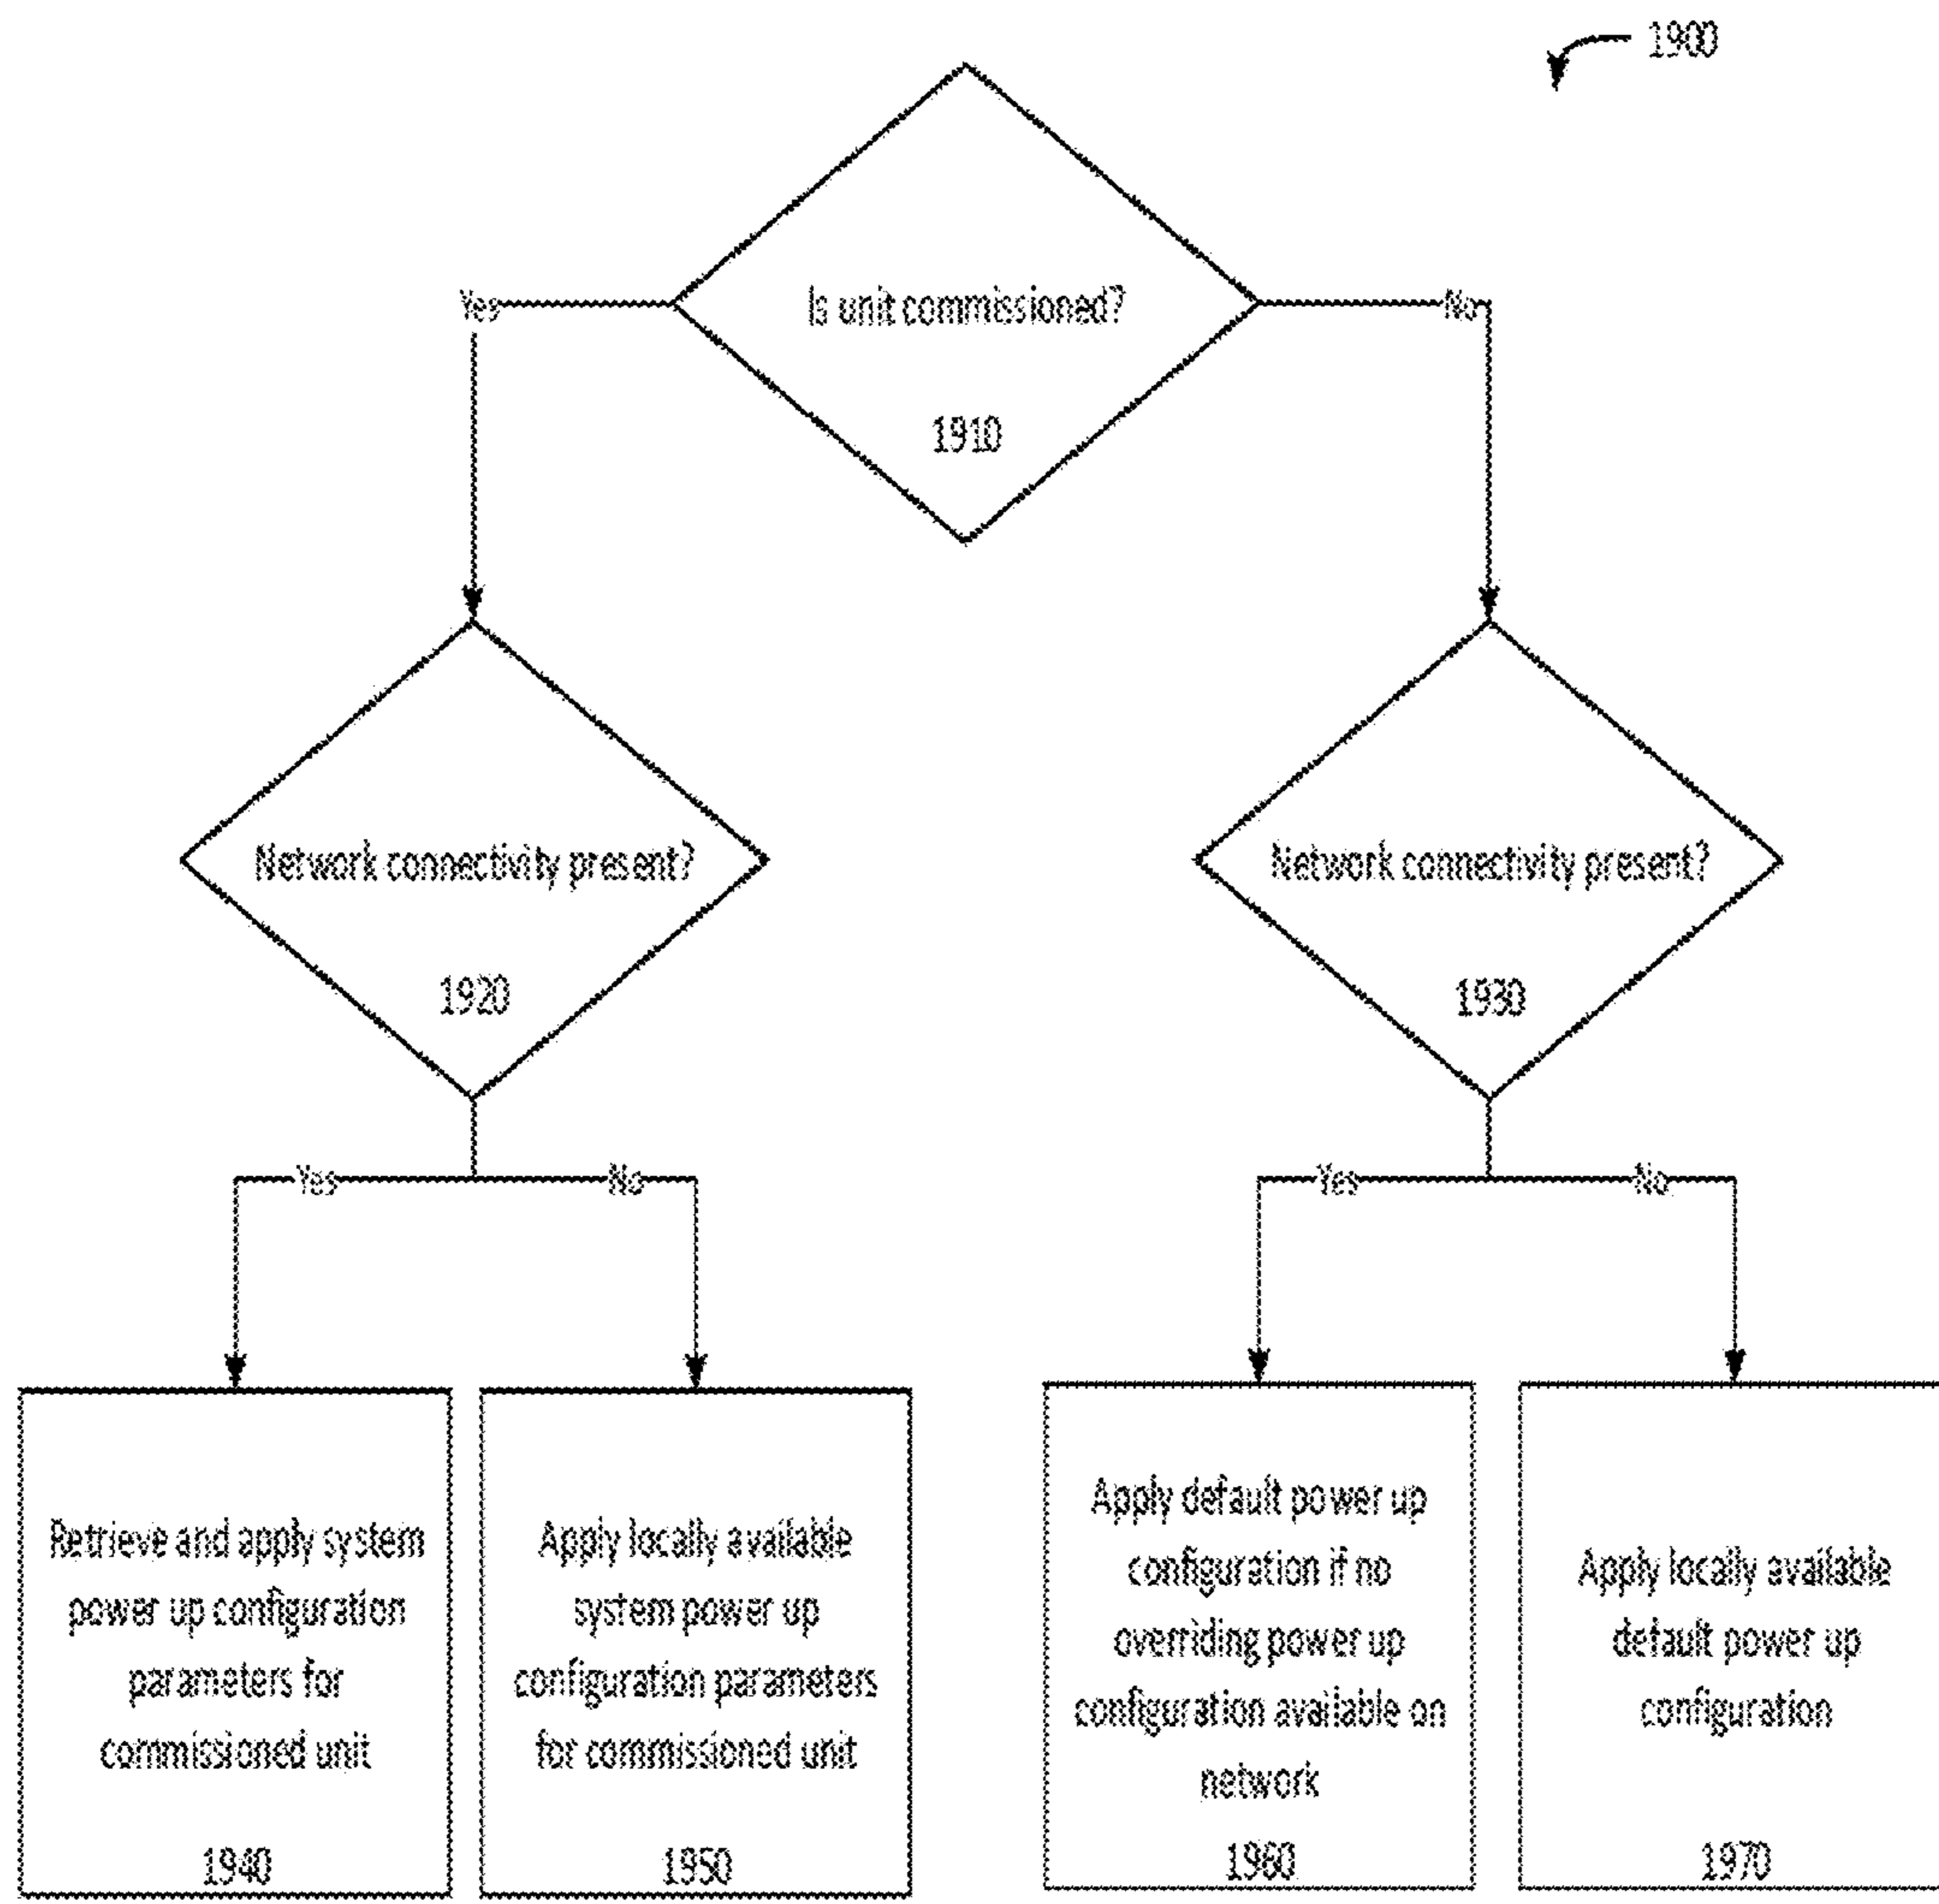 1900
Is unit commissioned?
1910
Yes
No
Network connectivity present?
1920
Network connectivity present?
1930
Yes
No
Yes
No
Retrieve and apply system
power up configuration
parameters for
commissioned unit
1940
Apply locally available
system power up
configuration parameters
for commissioned unit
1950
Apply default power up
configuration if no
overriding power up
configuration available on
network
1960
Apply locally available
default power up
configuration
1970